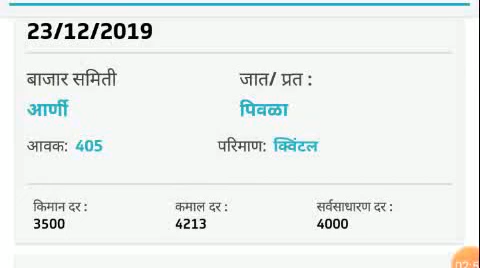 23/12/2019
बाजार समिती जात/ प्रत :
आर्णी पिवळा
आवक: 405 परिमाण: क्विंटल
किमान दर : कमाल दर : सर्वसाधारण दर :
3500 4213 4000